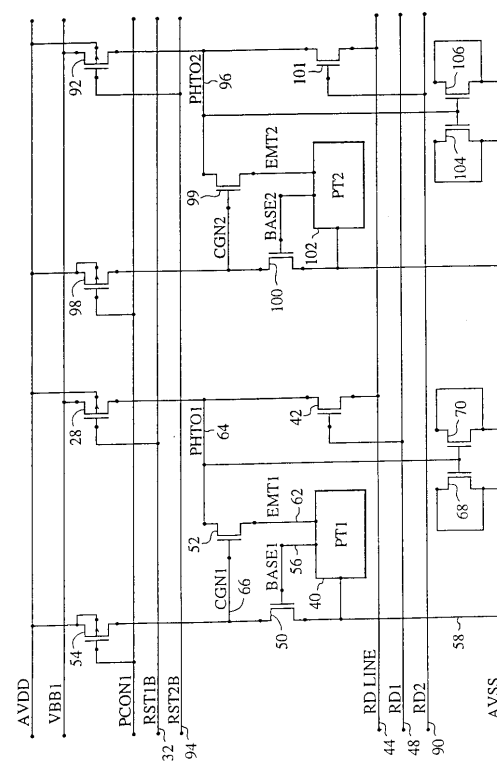 AVDD
VBB1
PCON1
RST1B
32
RST2B
94
54
28
98
92
PHTO1
64
PHTO2
96
52
EMT1
62
CGN1
66
BASE1
56
50
40
PT1
58
42
99
EMT2
CGN2
BASE2
100
102
PT2
101
RD LINE
44
RD1
48
RD2
90
68
70
104
106
AVSS